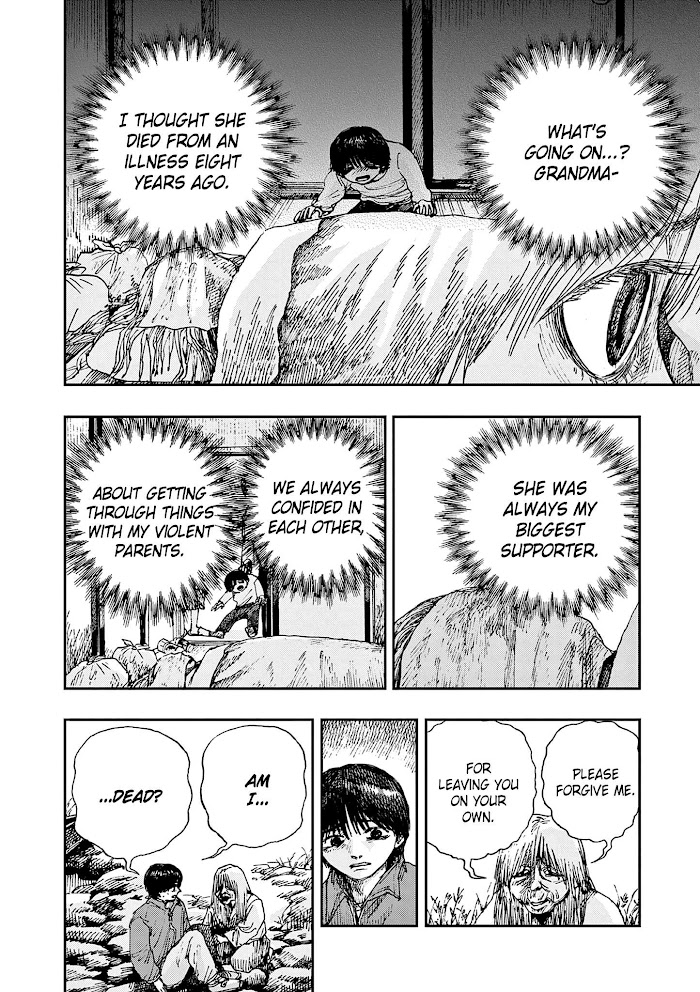 WHAT'S
GOING ON...?
GRANDMA-
I THOUGHT SHE
DIED FROM AN
ILLNESS EIGHT
YEARS AGO.
SHE WAS
ALWAYS MY
BIGGEST
SUPPORTER.
WE ALWAYS
CONFIDED IN
EACH OTHER,
ABOUT GETTING
THROUGH THINGS
WITH MY VIOLENT
PARENTS.
PLEASE
FORGIVE ME.
FOR
LEAVING YOU
ON YOUR
OWN.
AM
I...
...DEAD?